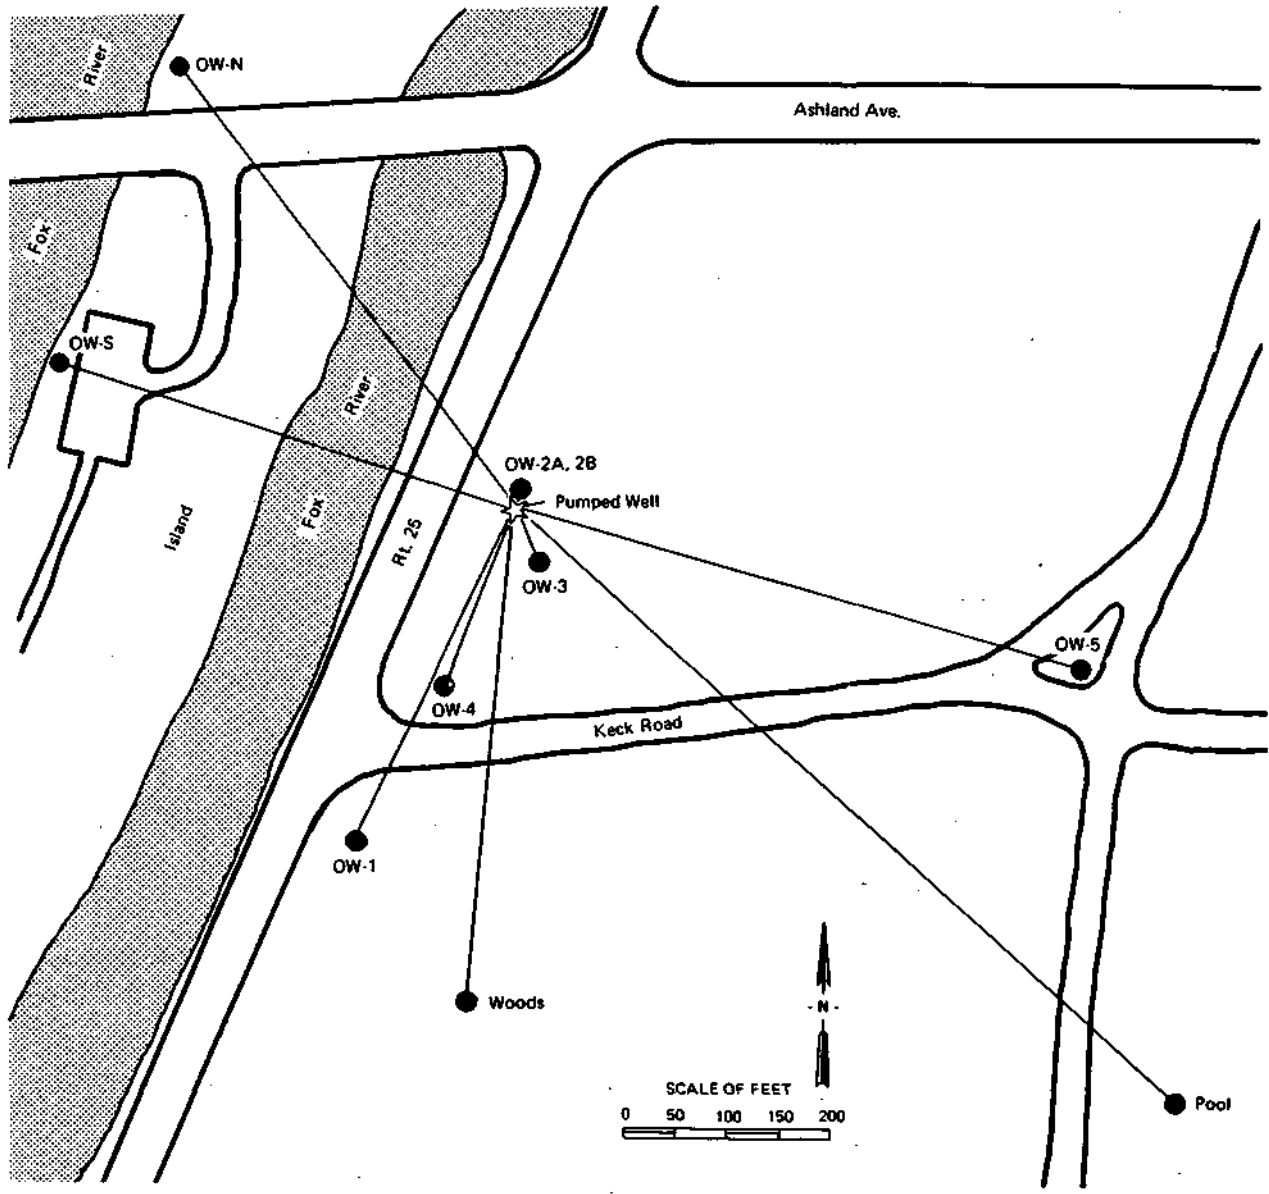 River
OW-N
Ashland Ave.
Fox
OW-S
River
OW-2A, 2B
Pumped Well
Island
Fox
Rt. 25
OW-3
OW-5
OW-4
Keck Road
OW-1
Woods
- N -
SCALE OF FEET
0 50 100 150 200
Pool